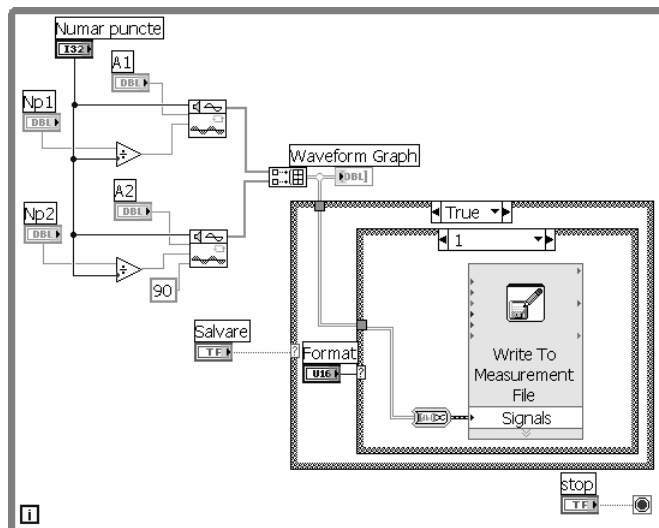 Numar puncte
I32
A1
DBL
Np1
DBL
Waveform Graph
DBL]
A2
DBL
True
Np2
DBL
1
90
Salvare
TF
?
Format
U16
?
Write To
Measurement
File
Signals
stop
TF
i